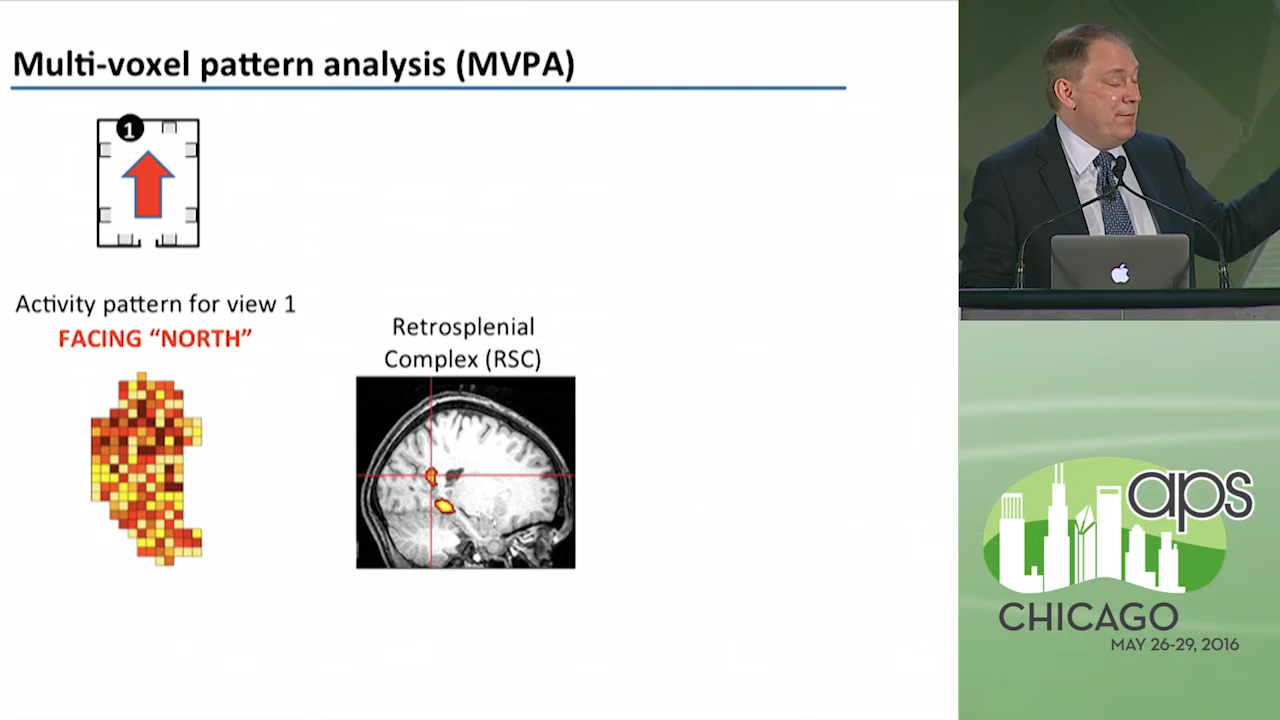 Multi-voxel pattern analysis (MVPA)
1
Activity pattern for view 1
FACING “NORTH”
Retrosplenial
Complex (RSC)
aps
CHICAGO
MAY 26-29, 2016